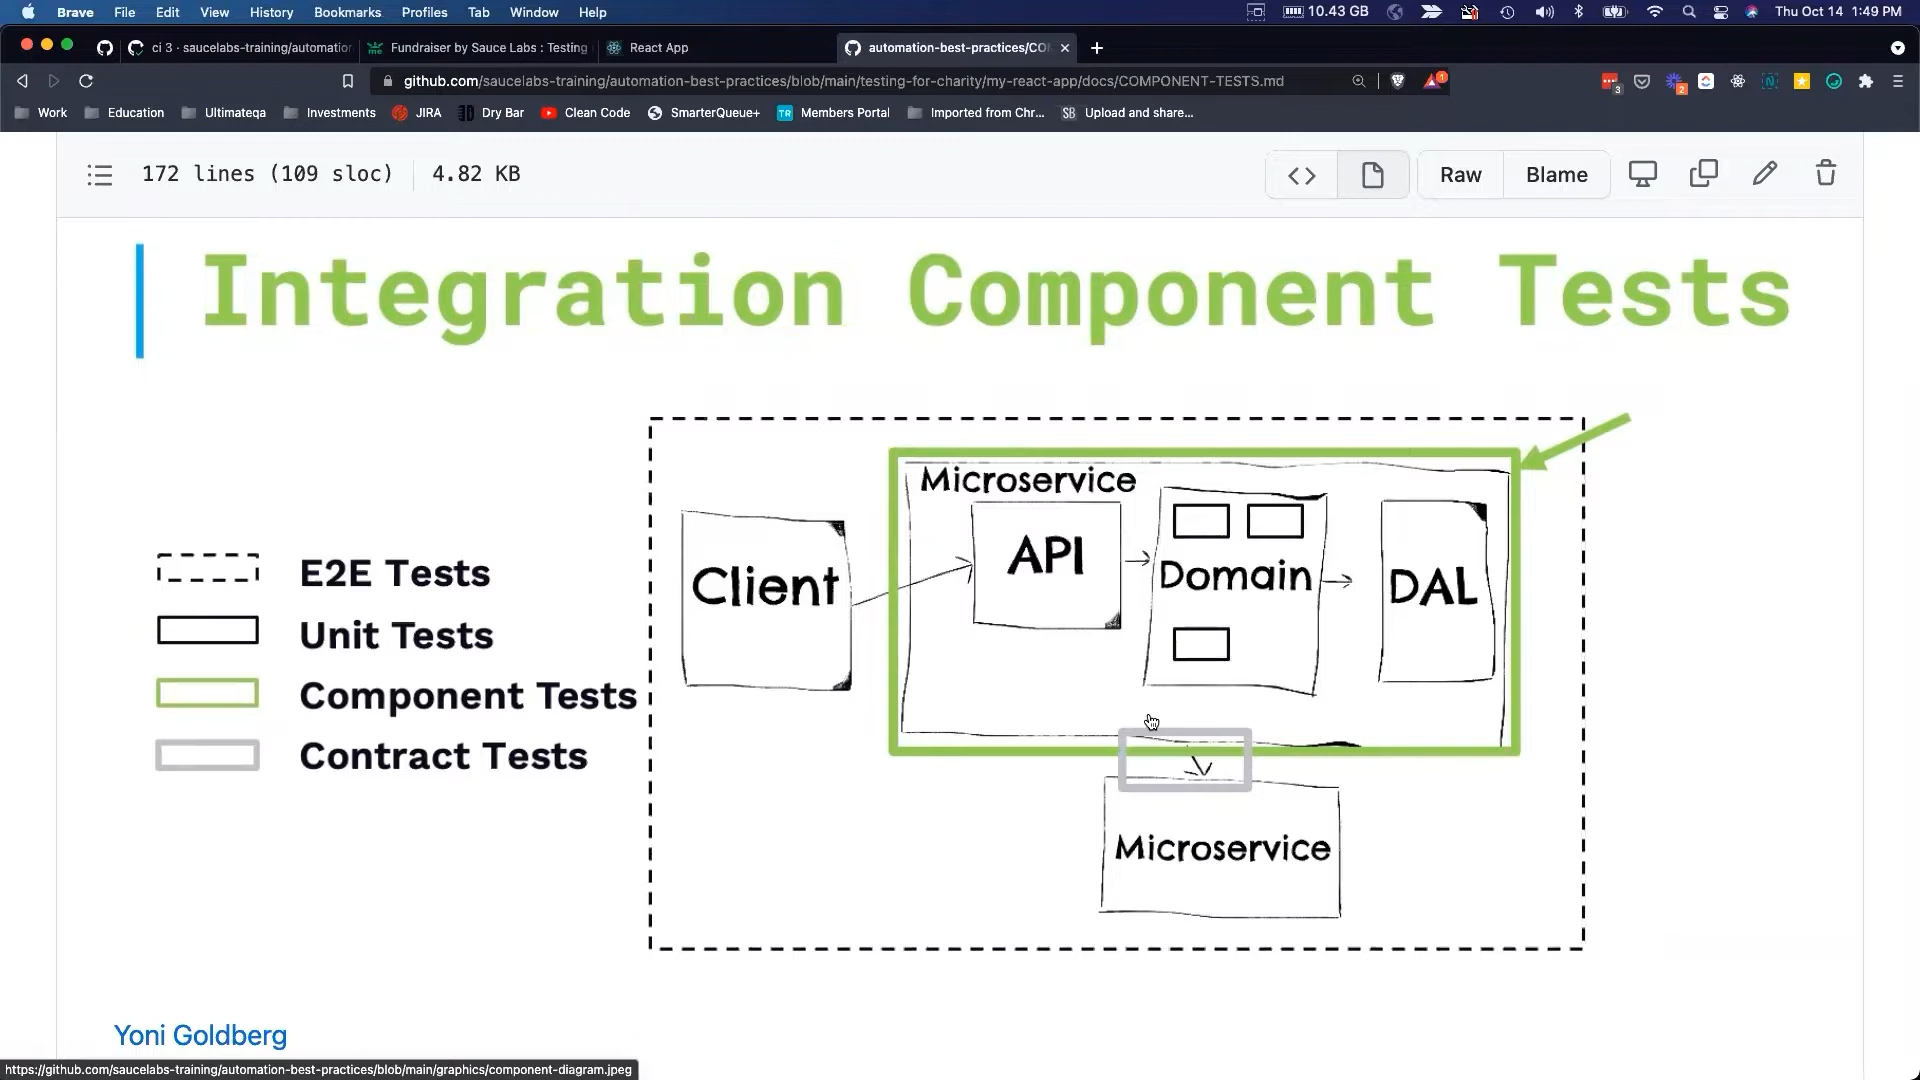 Brave File Edit View History Bookmarks Profiles Tab Window Help 10.43 GB Thu Oct 14 1:49 PM
ci 3 · saucelabs-training/automation Fundraiser by Sauce Labs : Testing React App automation-best-practices/CO
github.com/saucelabs-training/automation-best-practices/blob/main/testing-for-charity/my-react-app/docs/COMPONENT-TESTS.md
Work Education Ultimateqa Investments JIRA Dry Bar Clean Code SmarterQueue+ TR Members Portal Imported from Chr... SB Upload and share...
172 lines (109 sloc) 4.82 KB Raw Blame
Integration Component Tests
E2E Tests
Unit Tests
Component Tests
Contract Tests
Microservice
Client
API
Domain
DAL
Microservice
Yoni Goldberg
https://github.com/saucelabs-training/automation-best-practices/blob/main/graphics/component-diagram.jpeg